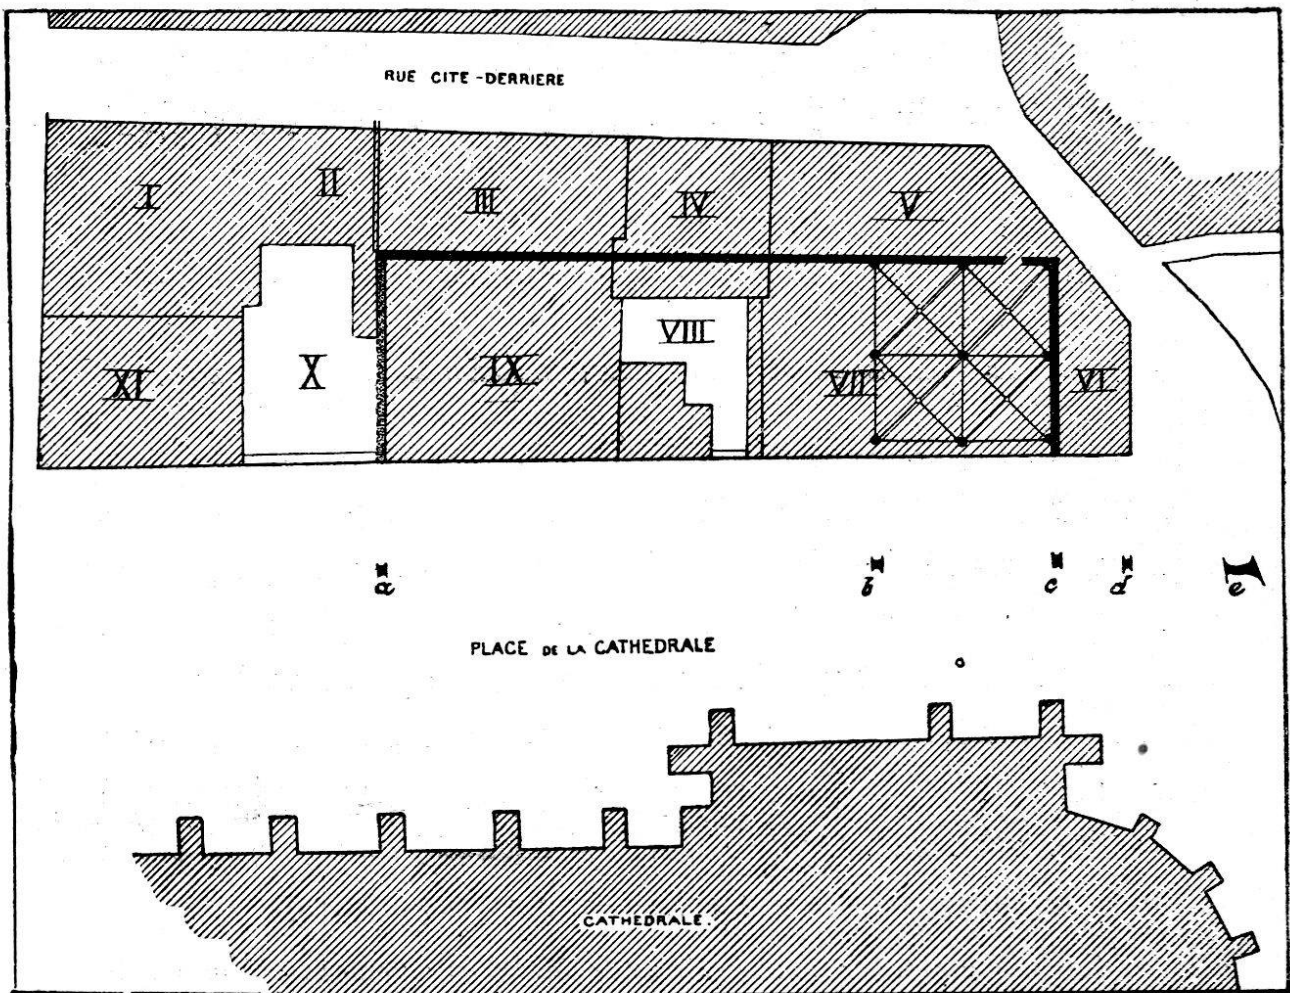 RUE CITE-DERRIERE
I
II
III
IV
V
XI
X
IX
VIII
VII
VI
a
b
c
d
e
PLACE DE LA CATHEDRALE
CATHEDRALE.